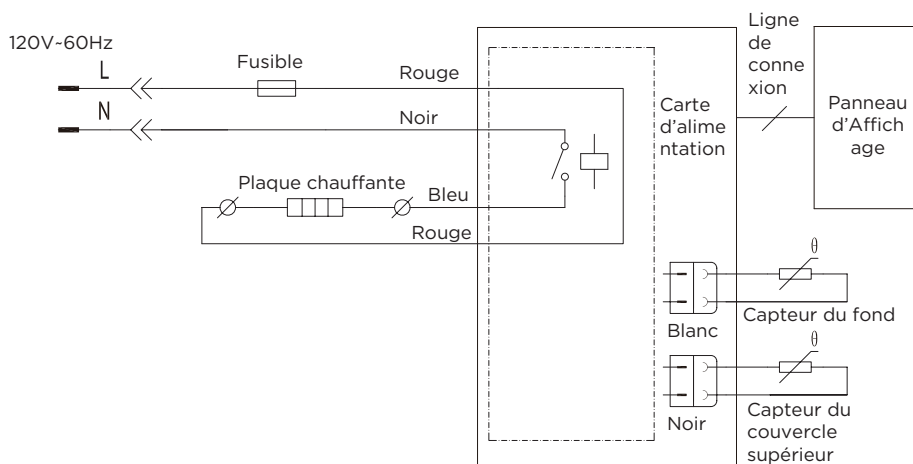 120V~60Hz
L
Fusible
Rouge
N
Noir
Plaque chauffante
Bleu
Rouge
Carte
d'alime
ntation
Ligne
de
conne
xion
Panneau
d'Affich
age
θ
Blanc
Capteur du fond
θ
Noir
Capteur du
couvercle
supérieur